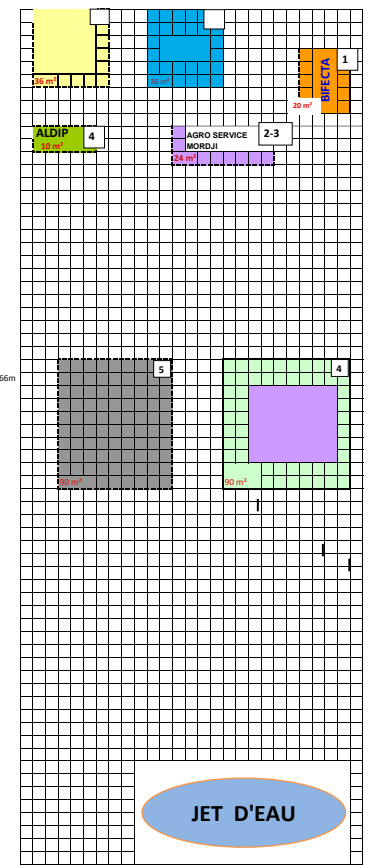 1
BIFECTA
36 m²
36 m²
20 m²
ALDIP
4
10 m²
2-3
AGRO SERVICE
MORDJI
24 m²
5
4
66m
90 m²
90 m²
JET D'EAU